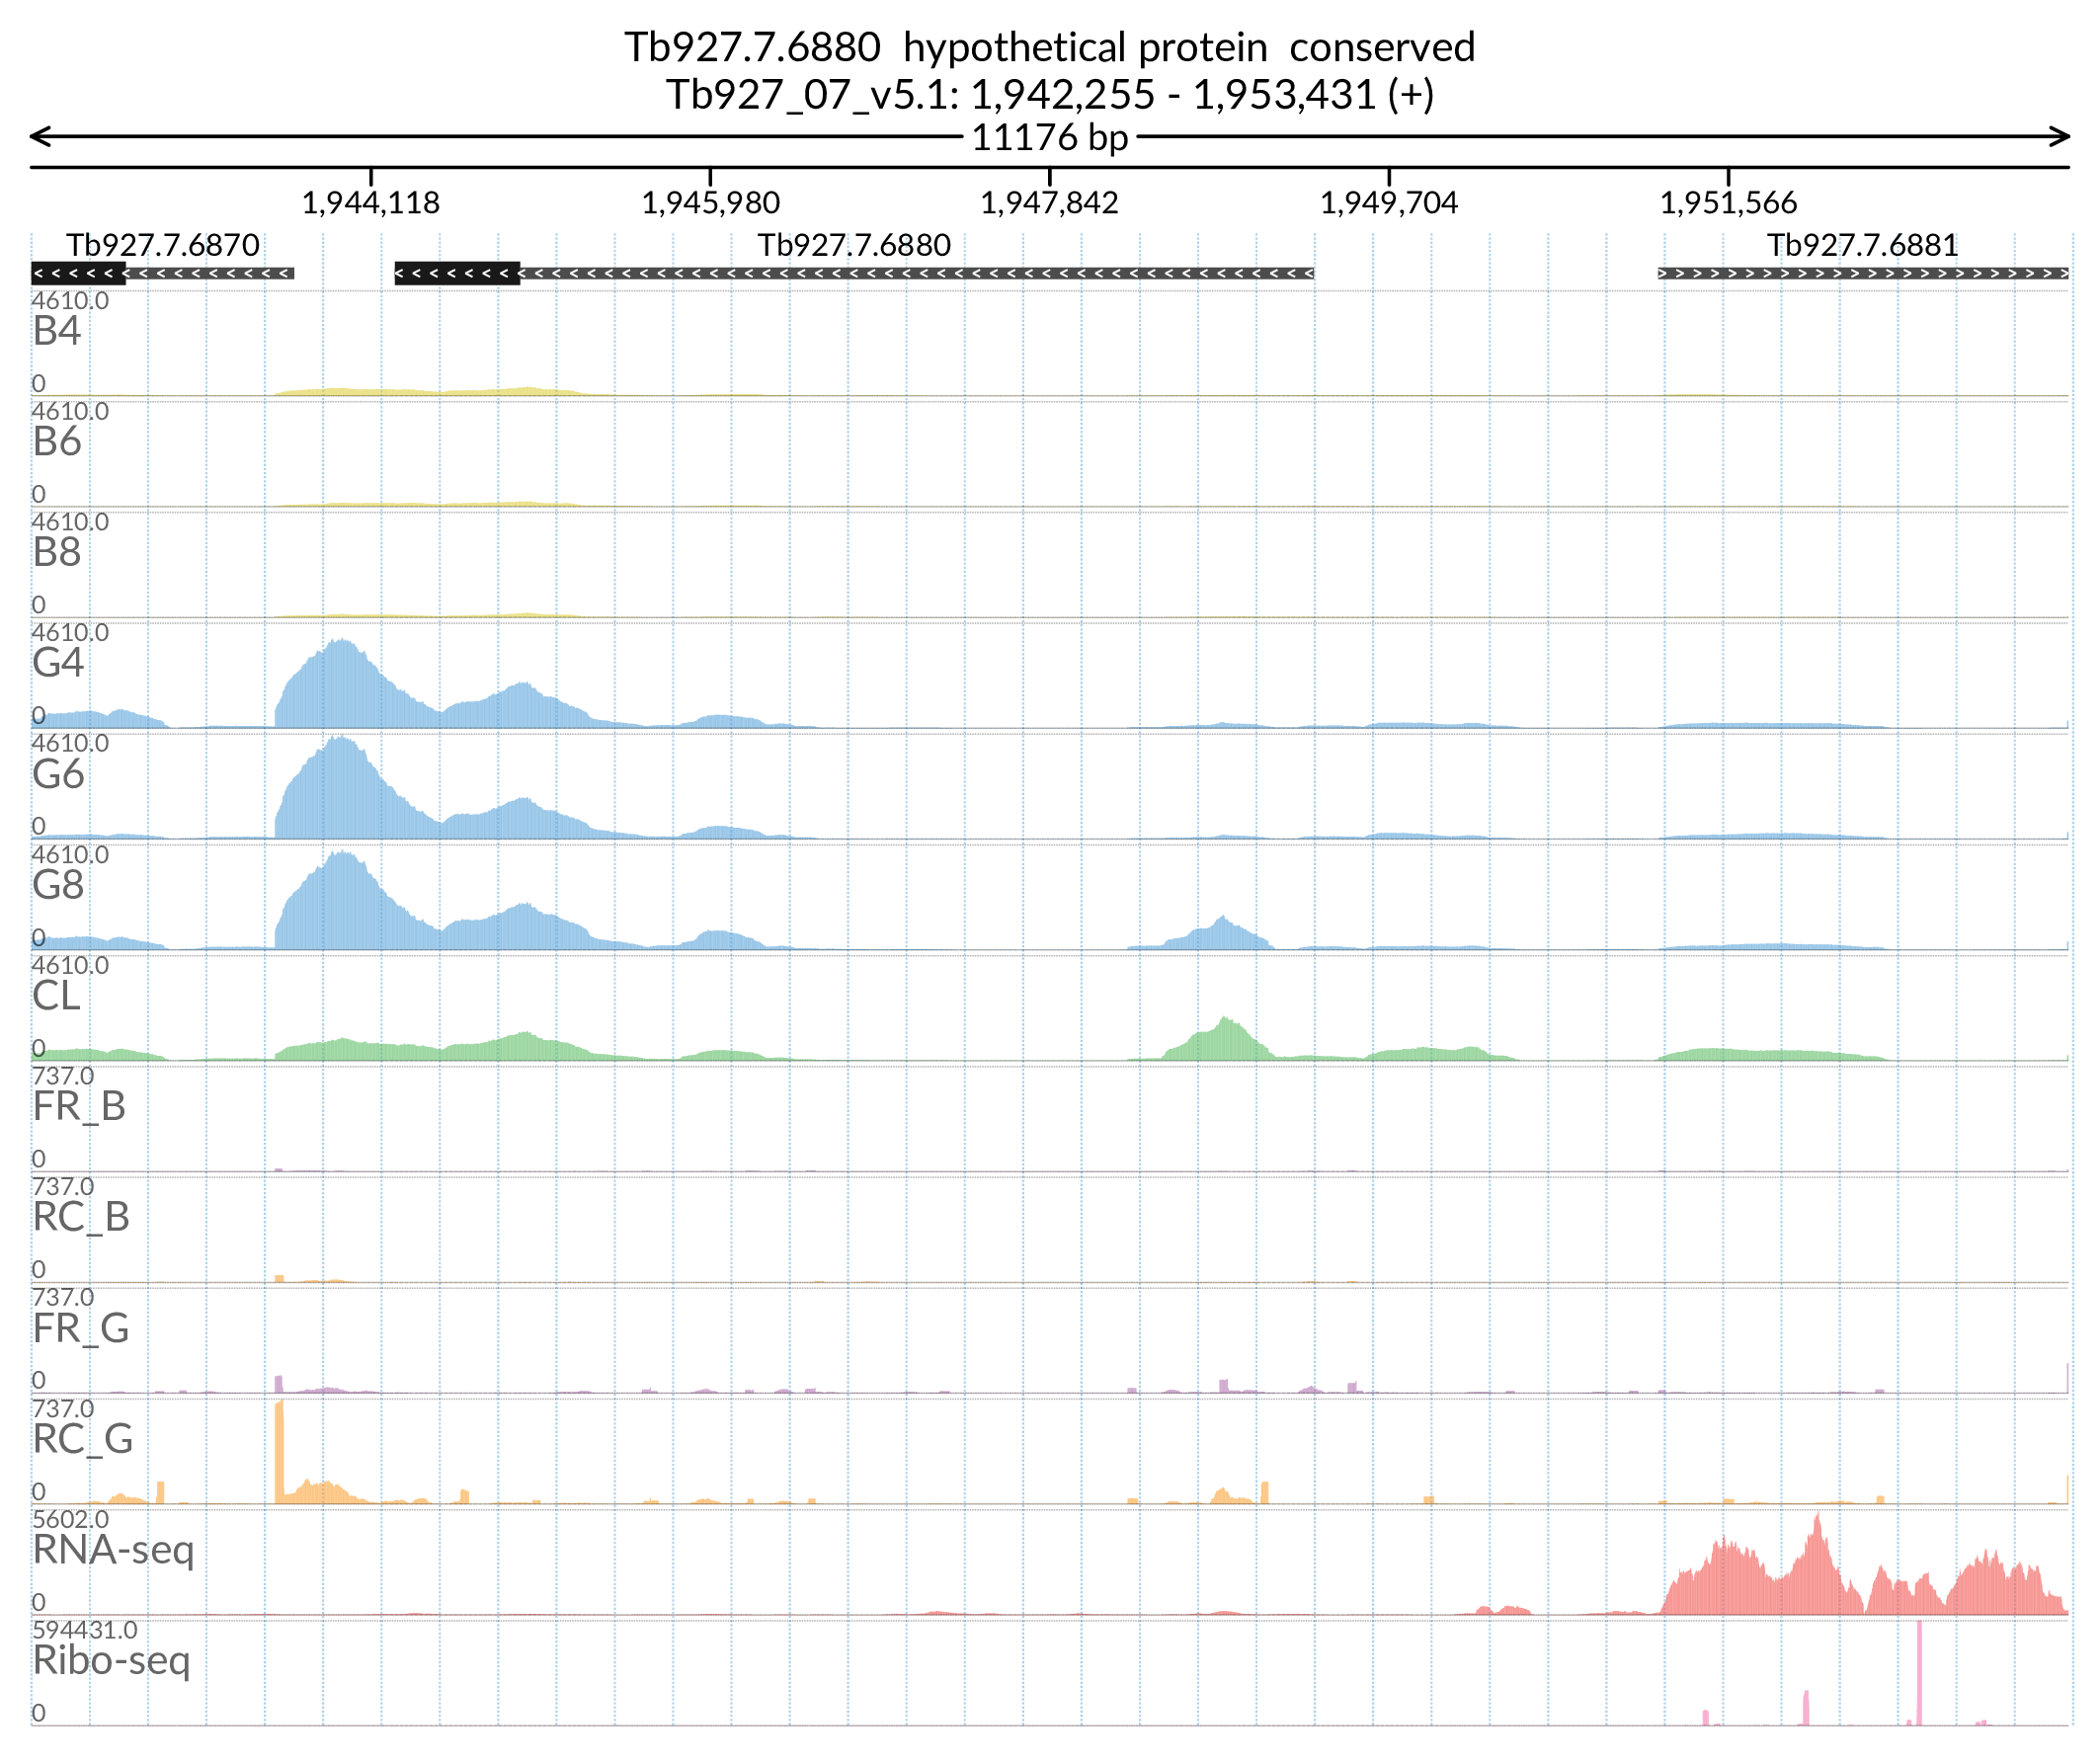 Tb927.7.6880 hypothetical protein conserved
Tb927_07_v5.1: 1,942,255 - 1,953,431 (+)
11176 bp
1,944,118 1,945,980 1,947,842 1,949,704 1,951,566
Tb927.7.6870 Tb927.7.6880 Tb927.7.6881
4610.0
B4
0
4610.0
B6
0
4610.0
B8
0
4610.0
G4
0
4610.0
G6
0
4610.0
G8
0
4610.0
CL
0
737.0
FR_B
0
737.0
RC_B
0
737.0
FR_G
0
737.0
RC_G
0
5602.0
RNA-seq
0
594431.0
Ribo-seq
0